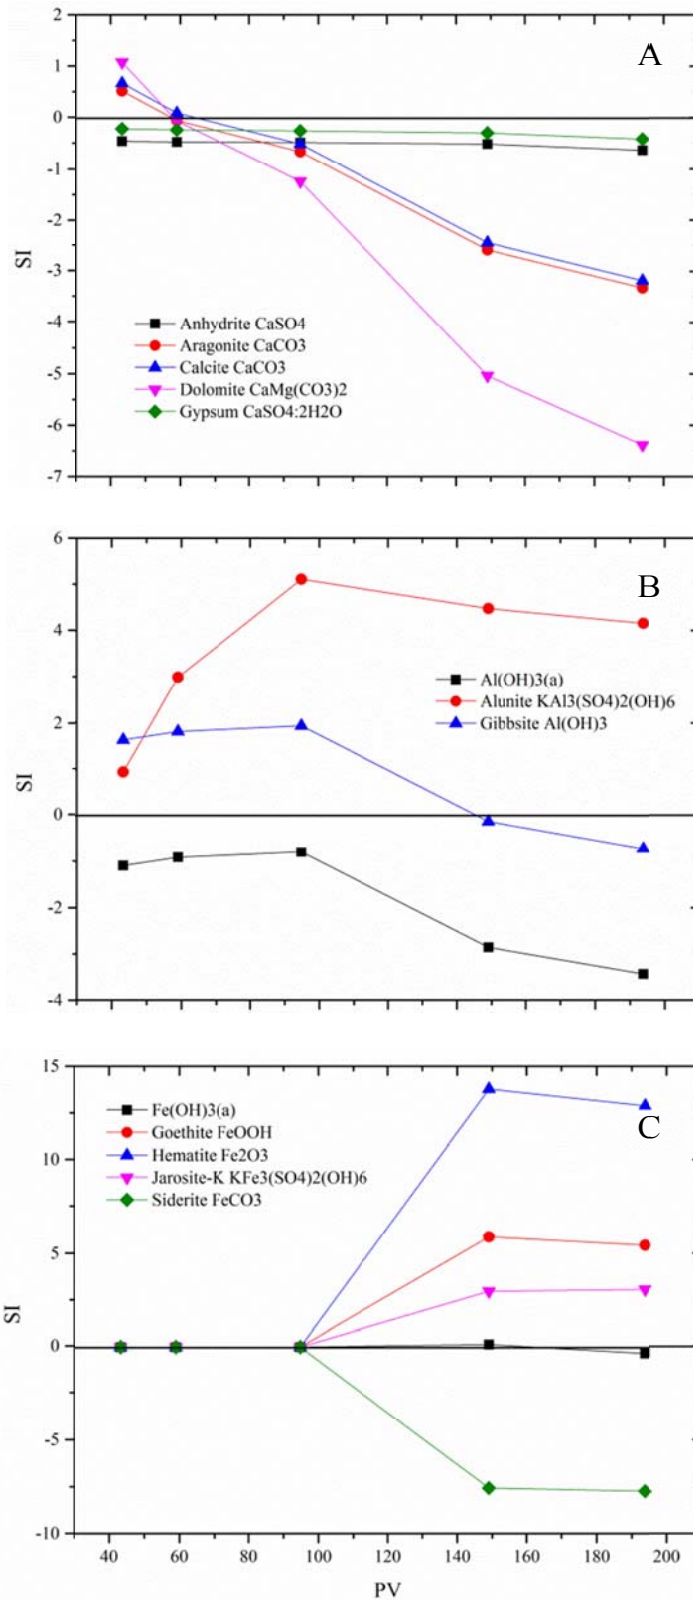 2
A
1
0
-1
-2
SI
-3
-4
Anhydrite CaSO4
Aragonite CaCO3
Calcite CaCO3
-5
Dolomite CaMg(CO3)2
Gypsum CaSO4:2H2O
-6
-7
6
B
4
Al(OH)3(a)
Alunite KAl3(SO4)2(OH)6
2
Gibbsite Al(OH)3
SI
0
-2
-4
15
Fe(OH)3(a)
C
Goethite FeOOH
10
Hematite Fe2O3
Jarosite-K KFe3(SO4)2(OH)6
Siderite FeCO3
5
SI
0
-5
-10
40 60 80 100 120 140 160 180 200
PV